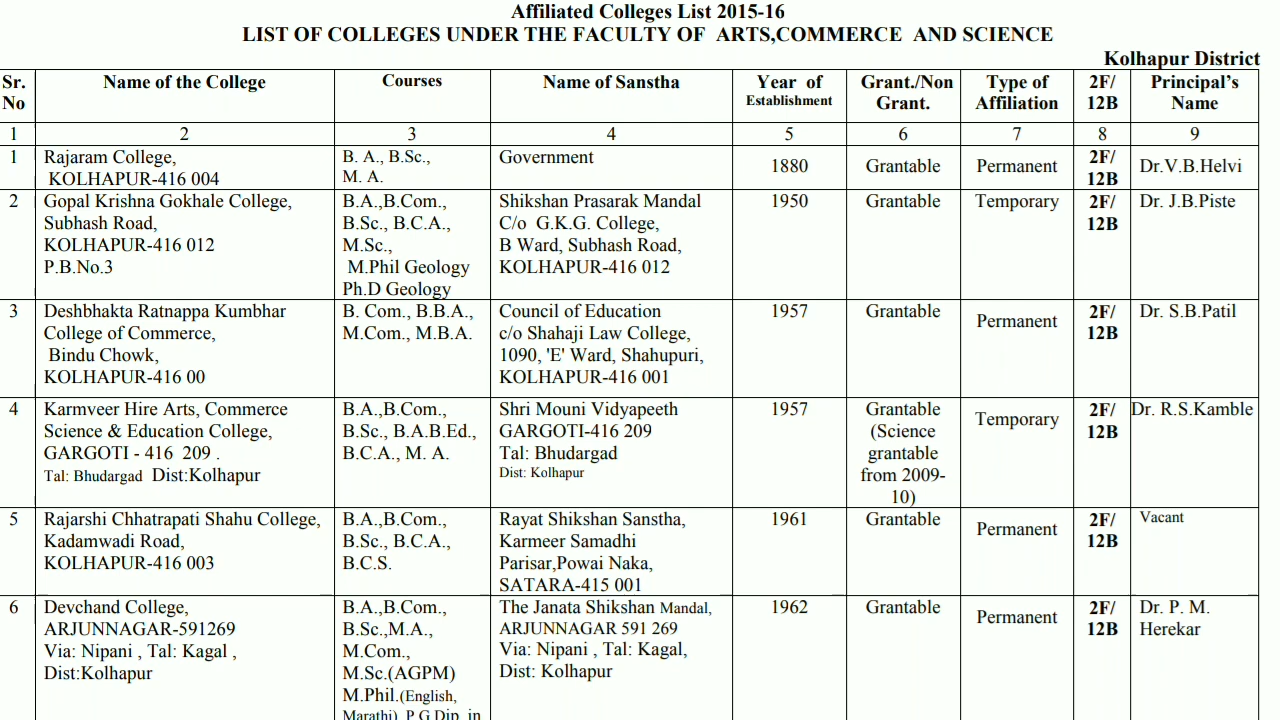 Affiliated Colleges List 2015-16
LIST OF COLLEGES UNDER THE FACULTY OF ARTS,COMMERCE AND SCIENCE
Kolhapur District
Sr. No
Name of the College
Courses
Name of Sanstha
Year of Establishment
Grant./Non Grant.
Type of Affiliation
2F/ 12B
Principal's Name
1 2 3 4 5 6 7 8 9
1
Rajaram College,
KOLHAPUR-416 004
B. A., B.Sc.,
M. A.
Government
1880
Grantable
Permanent
2F/
12B
Dr.V.B.Helvi
2
Gopal Krishna Gokhale College,
Subhash Road,
KOLHAPUR-416 012
P.B.No.3
B.A.,B.Com.,
B.Sc., B.C.A.,
M.Sc.,
M.Phil Geology
Ph.D Geology
Shikshan Prasarak Mandal
C/o G.K.G. College,
B Ward, Subhash Road,
KOLHAPUR-416 012
1950
Grantable
Temporary
2F/
12B
Dr. J.B.Piste
3
Deshbhakta Ratnappa Kumbhar
College of Commerce,
Bindu Chowk,
KOLHAPUR-416 00
B. Com., B.B.A.,
M.Com., M.B.A.
Council of Education
c/o Shahaji Law College,
1090, 'E' Ward, Shahupuri,
KOLHAPUR-416 001
1957
Grantable
Permanent
2F/
12B
Dr. S.B.Patil
4
Karmveer Hire Arts, Commerce
Science & Education College,
GARGOTI - 416 209 .
Tal: Bhudargad Dist:Kolhapur
B.A.,B.Com.,
B.Sc., B.A.B.Ed.,
B.C.A., M. A.
Shri Mouni Vidyapeeth
GARGOTI-416 209
Tal: Bhudargad
Dist: Kolhapur
1957
Grantable
(Science
grantable
from 2009-
10)
Temporary
2F/
12B
Dr. R.S.Kamble
5
Rajarshi Chhatrapati Shahu College,
Kadamwadi Road,
KOLHAPUR-416 003
B.A.,B.Com.,
B.Sc., B.C.A.,
B.C.S.
Rayat Shikshan Sanstha,
Karmeer Samadhi
Parisar,Powai Naka,
SATARA-415 001
1961
Grantable
Permanent
2F/
12B
Vacant
6
Devchand College,
ARJUNNAGAR-591269
Via: Nipani , Tal: Kagal ,
Dist:Kolhapur
B.A.,B.Com.,
B.Sc.,M.A.,
M.Com.,
M.Sc.(AGPM)
M.Phil.(English,
Marathi), P.G.Dip. in
The Janata Shikshan Mandal,
ARJUNNAGAR 591 269
Via: Nipani , Tal: Kagal,
Dist: Kolhapur
1962
Grantable
Permanent
2F/
12B
Dr. P. M.
Herekar